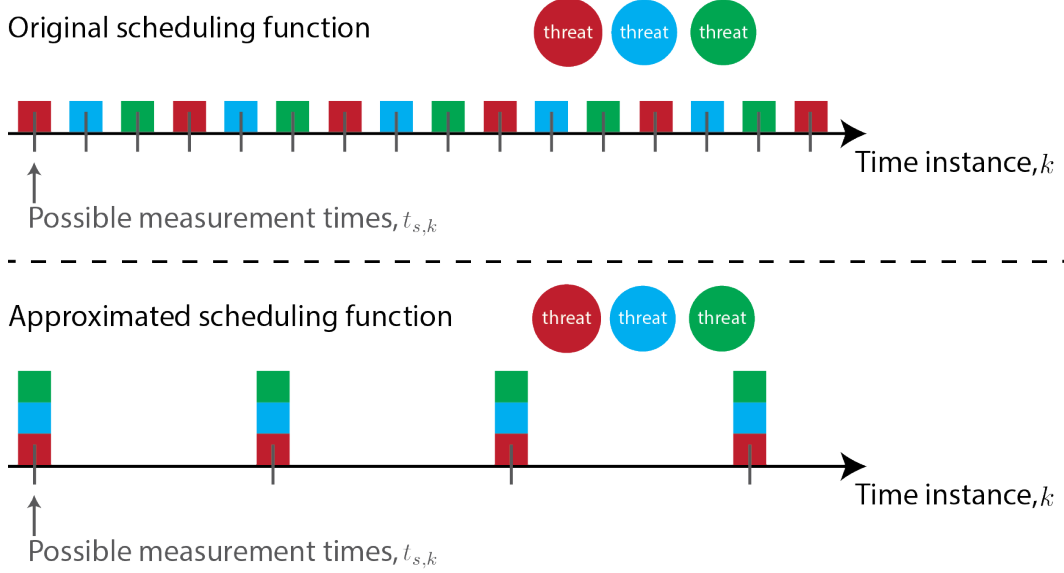 Original scheduling function
threat threat threat
Time instance, k
Possible measurement times, t_{s,k}
Approximated scheduling function
threat threat threat
Time instance, k
Possible measurement times, t_{s,k}